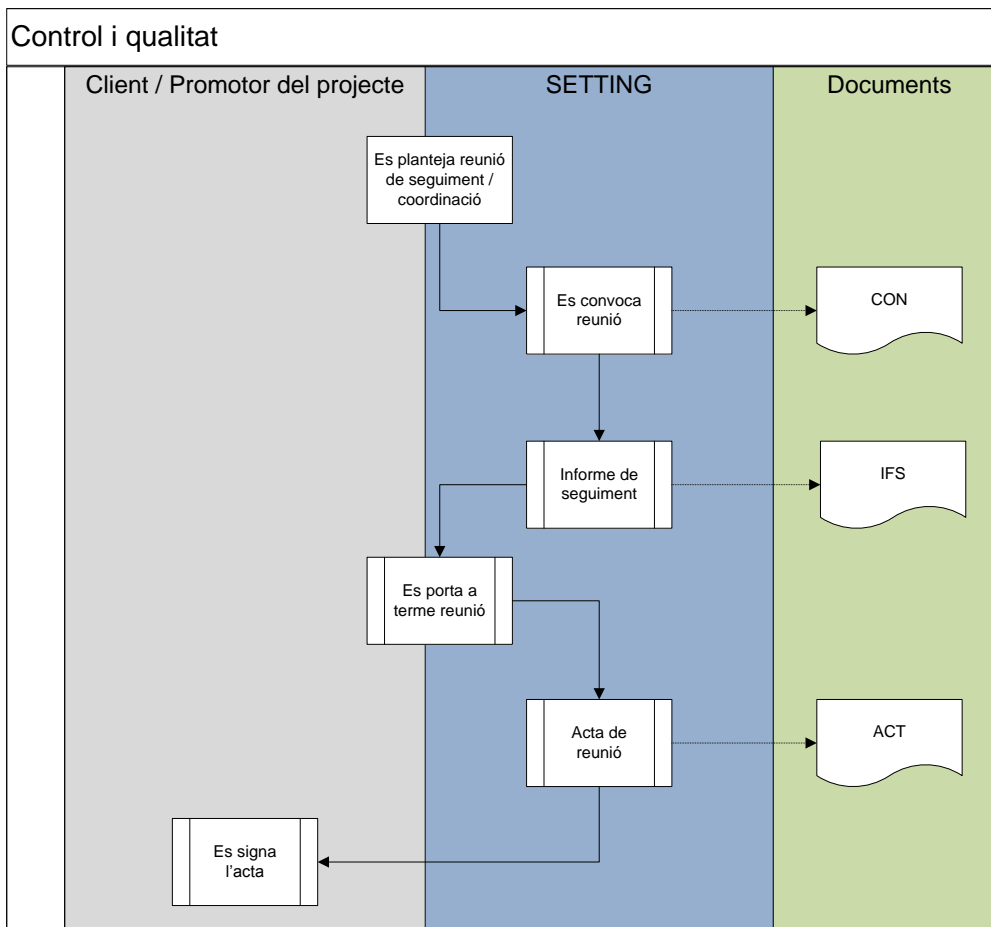 Control i qualitat
Client / Promotor del projecte
SETTING
Documents
Es planteja reunió
de seguiment /
coordinació
Es convoca
reunió
CON
Informe de
seguiment
IFS
Es porta a
terme reunió
Acta de
reunió
ACT
Es signa
l’acta